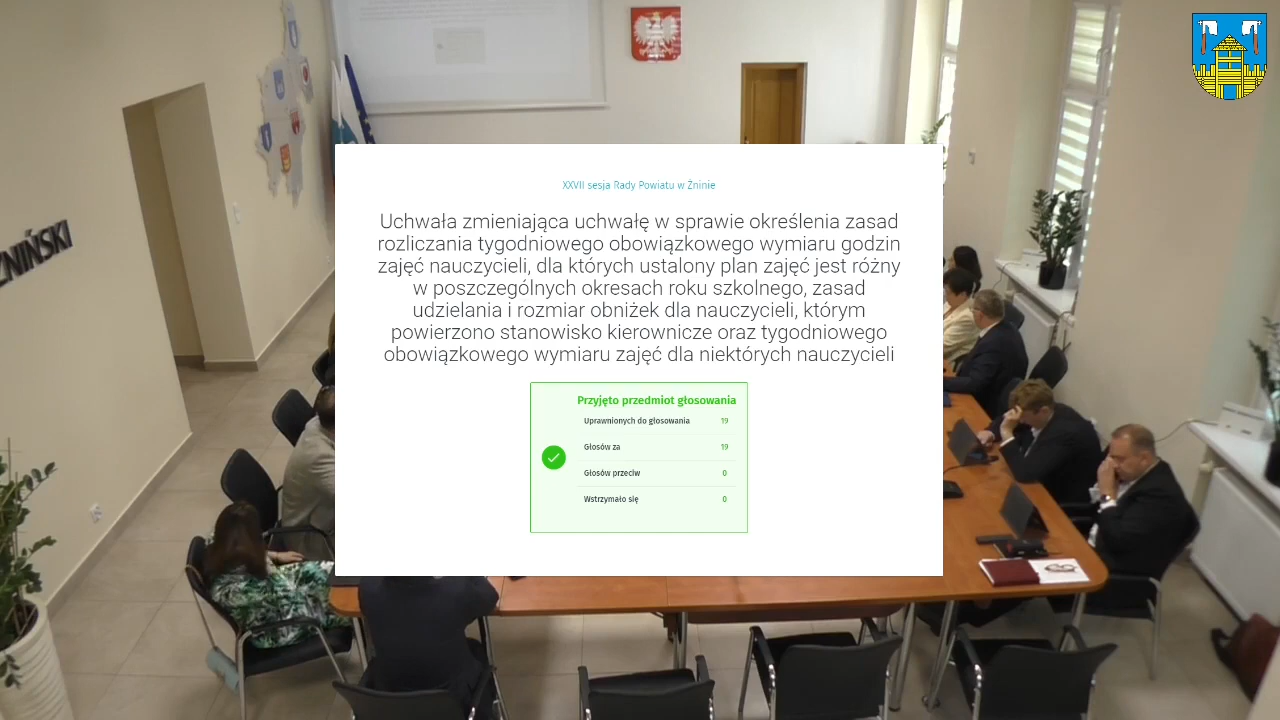 XXVII sesja Rady Powiatu w Żninie
Uchwała zmieniająca uchwałę w sprawie określenia zasad
rozliczania tygodniowego obowiązkowego wymiaru godzin
zajęć nauczycieli, dla których ustalony plan zajęć jest różny
w poszczególnych okresach roku szkolnego, zasad
udzielania i rozmiar obniżek dla nauczycieli, którym
powierzono stanowisko kierownicze oraz tygodniowego
obowiązkowego wymiaru zajęć dla niektórych nauczycieli
Przyjęto przedmiot głosowania
Uprawnionych do głosowania 19
Głosów za 19
Głosów przeciw 0
Wstrzymało się 0
ŻNIŃSKI